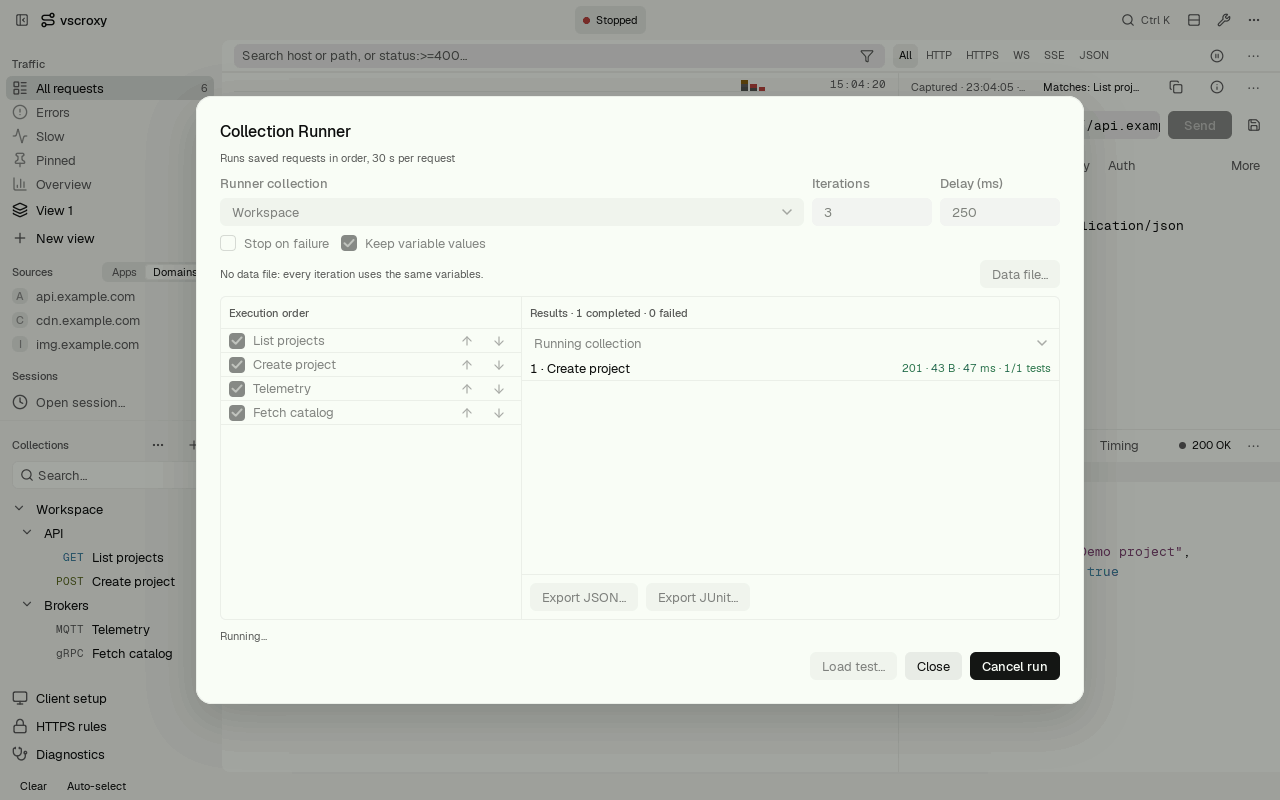 vscroxy
Stopped
Ctrl K
Traffic
All requests 6
Errors
Slow
Pinned
Overview
View 1
New view
Sources Apps Domains
A api.example.com
C cdn.example.com
I img.example.com
Sessions
Open session…
Collections
Search…
Workspace
API
GET List projects
POST Create project
Brokers
MQTT Telemetry
gRPC Fetch catalog
Client setup
HTTPS rules
Diagnostics
Clear Auto-select
Search host or path, or status:>=400…
All HTTP HTTPS WS SSE JSON
15:04:20
Captured · 23:04:05 ·… Matches: List proj…
/api.examp Send
Auth More
lication/json
Timing 200 OK
Demo project",
true
Collection Runner
Runs saved requests in order, 30 s per request
Runner collection Iterations Delay (ms)
Workspace 3 250
Stop on failure Keep variable values
No data file: every iteration uses the same variables. Data file…
Execution order
List projects
Create project
Telemetry
Fetch catalog
Results · 1 completed · 0 failed
Running collection
1 · Create project 201 · 43 B · 47 ms · 1/1 tests
Export JSON… Export JUnit…
Running…
Load test… Close Cancel run